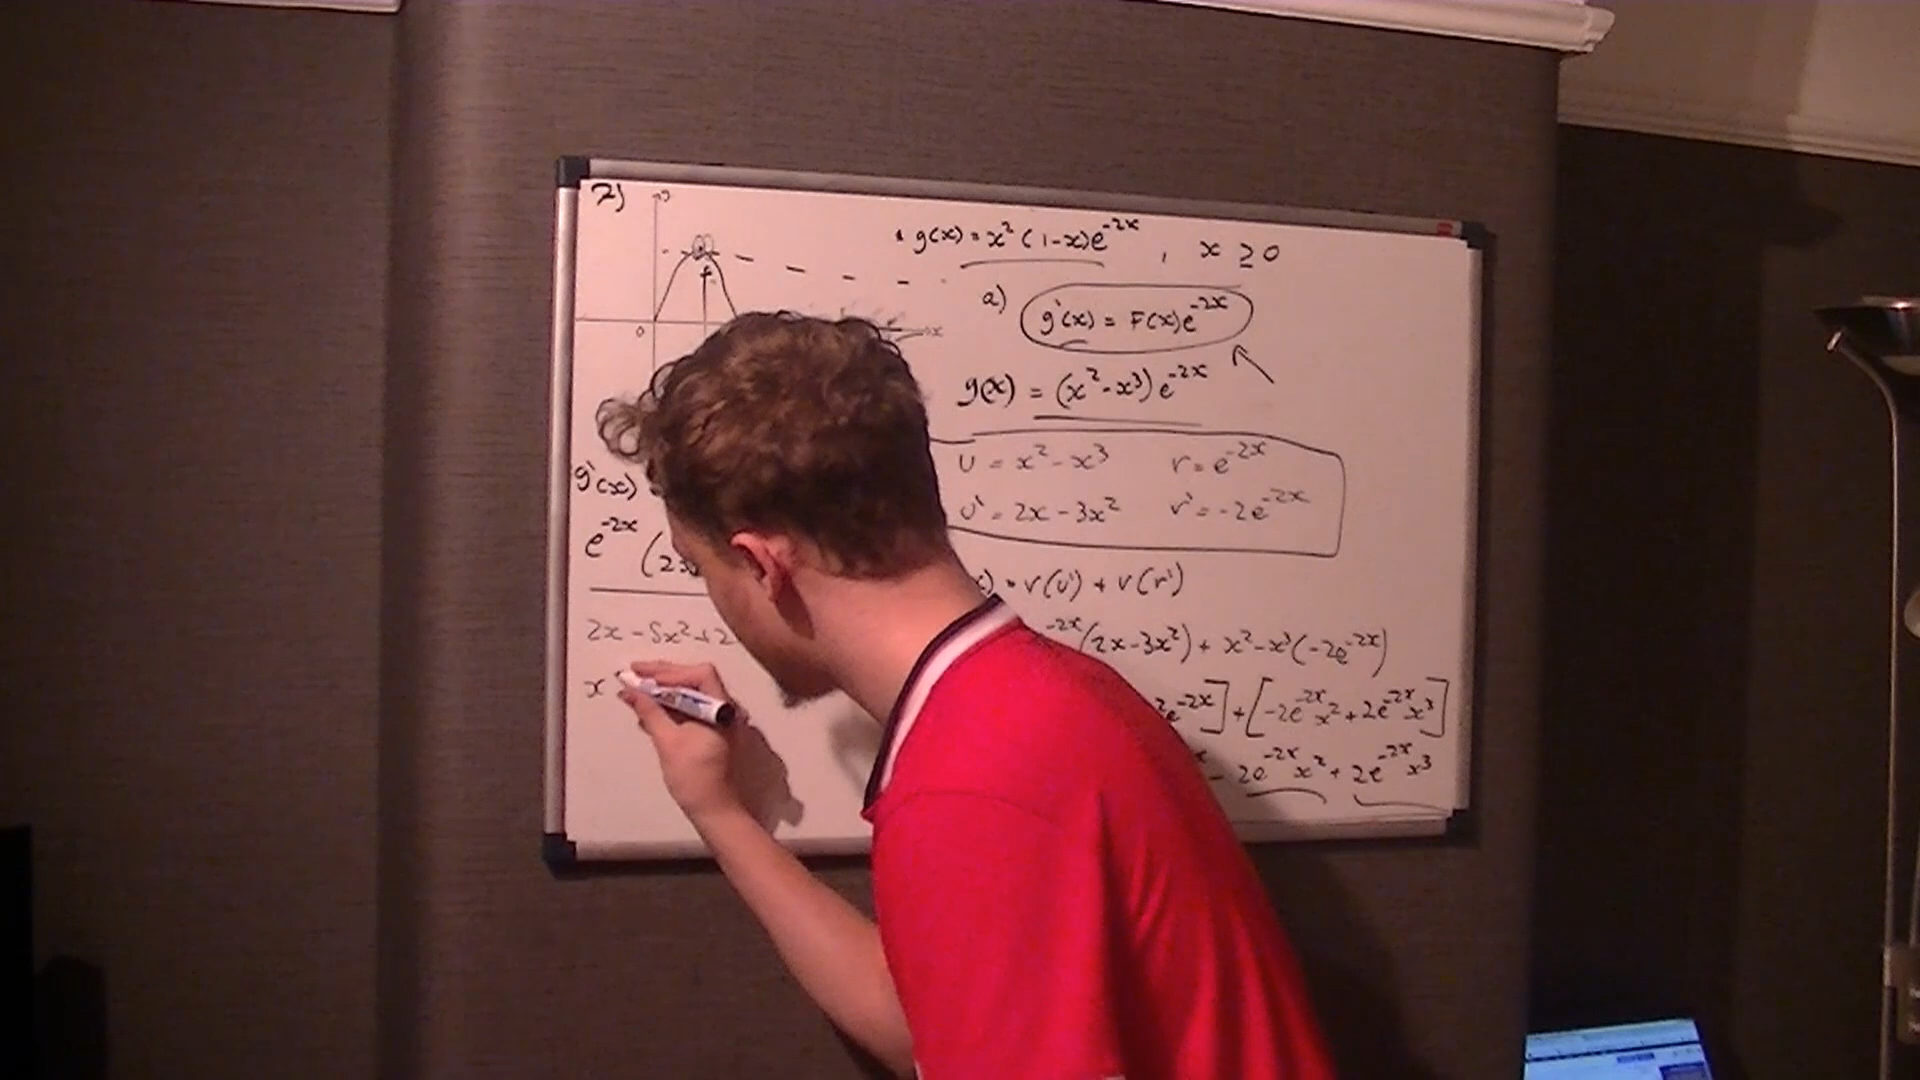 2)
g(x) = x² (1-x)e^-2x , x ≥ 0
a) g'(x) = F(x)e^-2x
g(x) = (x²-x³) e^-2x
U = x² - x³ r = e^-2x
U' = 2x - 3x² r' = -2e^-2x
= r(U') + v(r')
-2x (2x-3x²) + x²-x³(-2e^-2x)
²e^-2x] + [-2e^-2x x² + 2e^-2x x³]
- 2e^-2x x² + 2e^-2x x³
0
x
g'(x)
e^-2x (2x
2x - 5x² + 2
x